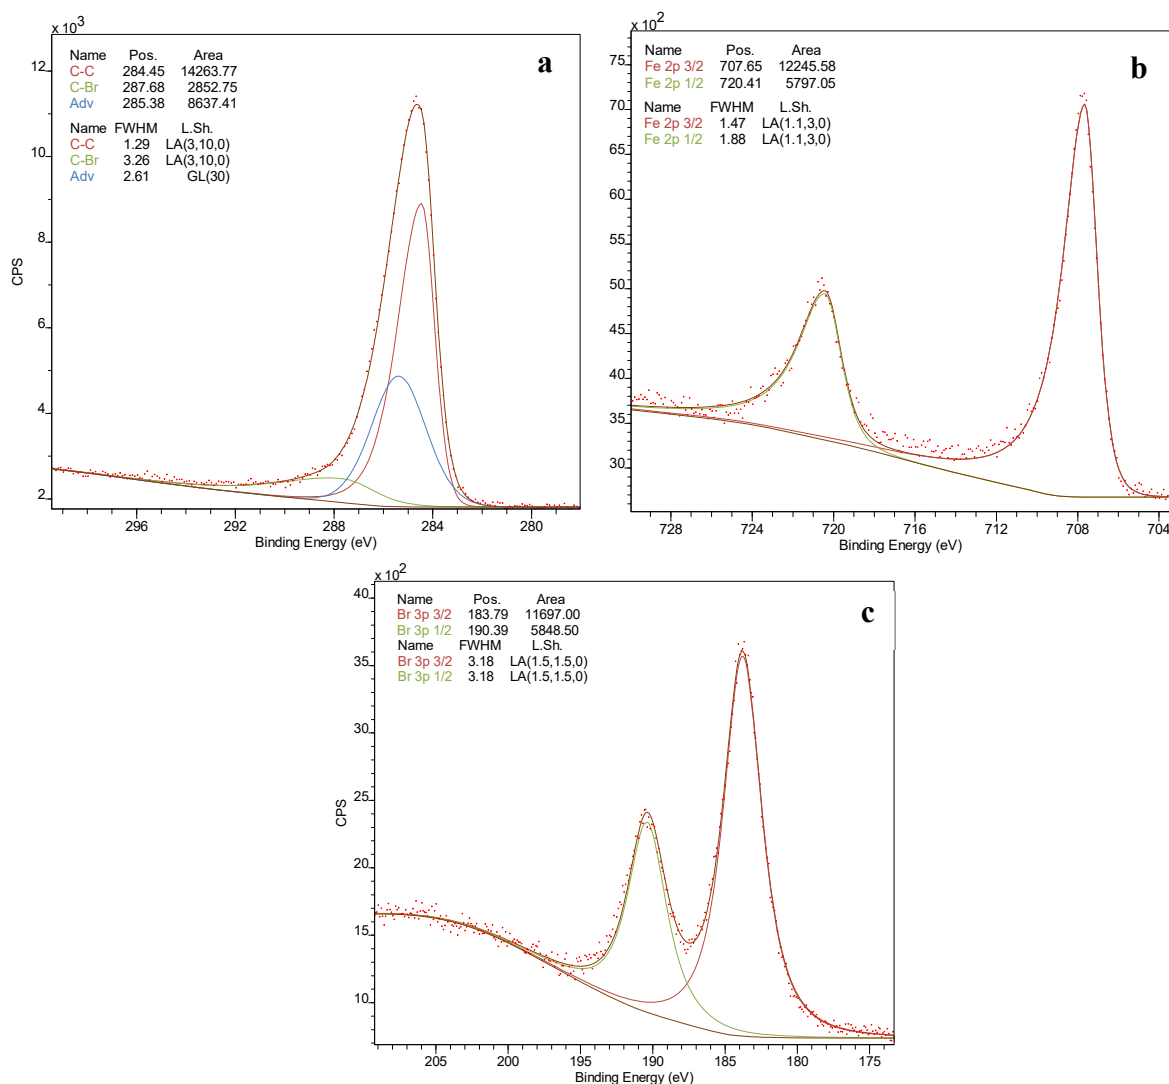 x 10³
a
Name Pos. Area
C-C 284.45 14263.77
C-Br 287.68 2852.75
Adv 285.38 8637.41
Name FWHM L.Sh.
C-C 1.29 LA(3,10,0)
C-Br 3.26 LA(3,10,0)
Adv 2.61 GL(30)
12
10
8
6
4
2
CPS
296 292 288 284 280
Binding Energy (eV)
x 10²
b
Name Pos. Area
Fe 2p 3/2 707.65 12245.58
Fe 2p 1/2 720.41 5797.05
Name FWHM L.Sh.
Fe 2p 3/2 1.47 LA(1.1,3,0)
Fe 2p 1/2 1.88 LA(1.1,3,0)
75
70
65
60
55
50
45
40
35
30
728 724 720 716 712 708 704
Binding Energy (eV)
x 10²
c
Name Pos. Area
Br 3p 3/2 183.79 11697.00
Br 3p 1/2 190.39 5848.50
Name FWHM L.Sh.
Br 3p 3/2 3.18 LA(1.5,1.5,0)
Br 3p 1/2 3.18 LA(1.5,1.5,0)
40
35
30
25
20
15
10
CPS
205 200 195 190 185 180 175
Binding Energy (eV)